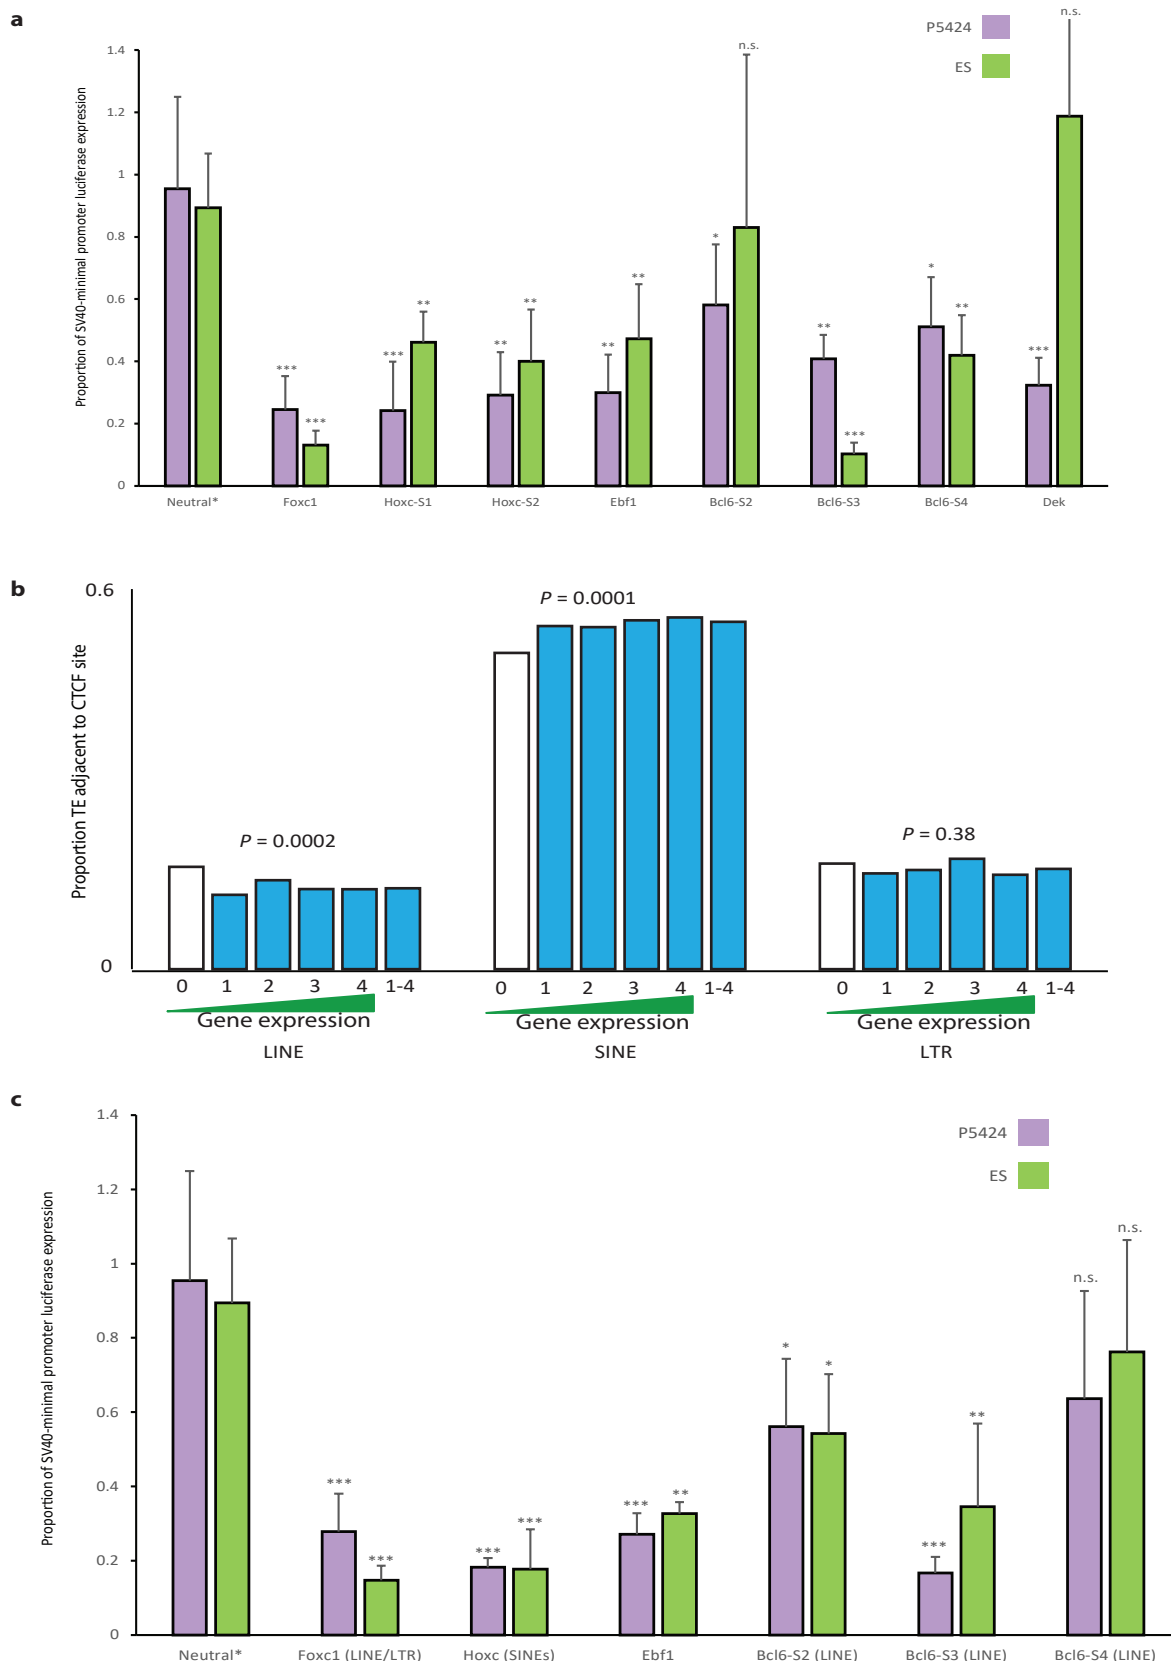 a
P5424
ES
n.s.
n.s.
Proportion of SV40-minimal promoter luciferase expression
1.4
1.2
1
0.8
0.6
0.4
0.2
0
***
***
***
**
**
**
**
**
*
**
***
*
**
***
Neutral* Foxc1 Hoxc-S1 Hoxc-S2 Ebf1 Bcl6-S2 Bcl6-S3 Bcl6-S4 Dek
b
Proportion TE adjacent to CTCF site
0.6
0
P = 0.0002
P = 0.0001
P = 0.38
0 1 2 3 4 1-4 0 1 2 3 4 1-4 0 1 2 3 4 1-4
Gene expression Gene expression Gene expression
LINE SINE LTR
c
P5424
ES
Proportion of SV40-minimal promoter luciferase expression
1.4
1.2
1
0.8
0.6
0.4
0.2
0
***
***
***
***
***
**
*
*
***
**
n.s.
n.s.
Neutral* Foxc1 (LINE/LTR) Hoxc (SINEs) Ebf1 Bcl6-S2 (LINE) Bcl6-S3 (LINE) Bcl6-S4 (LINE)